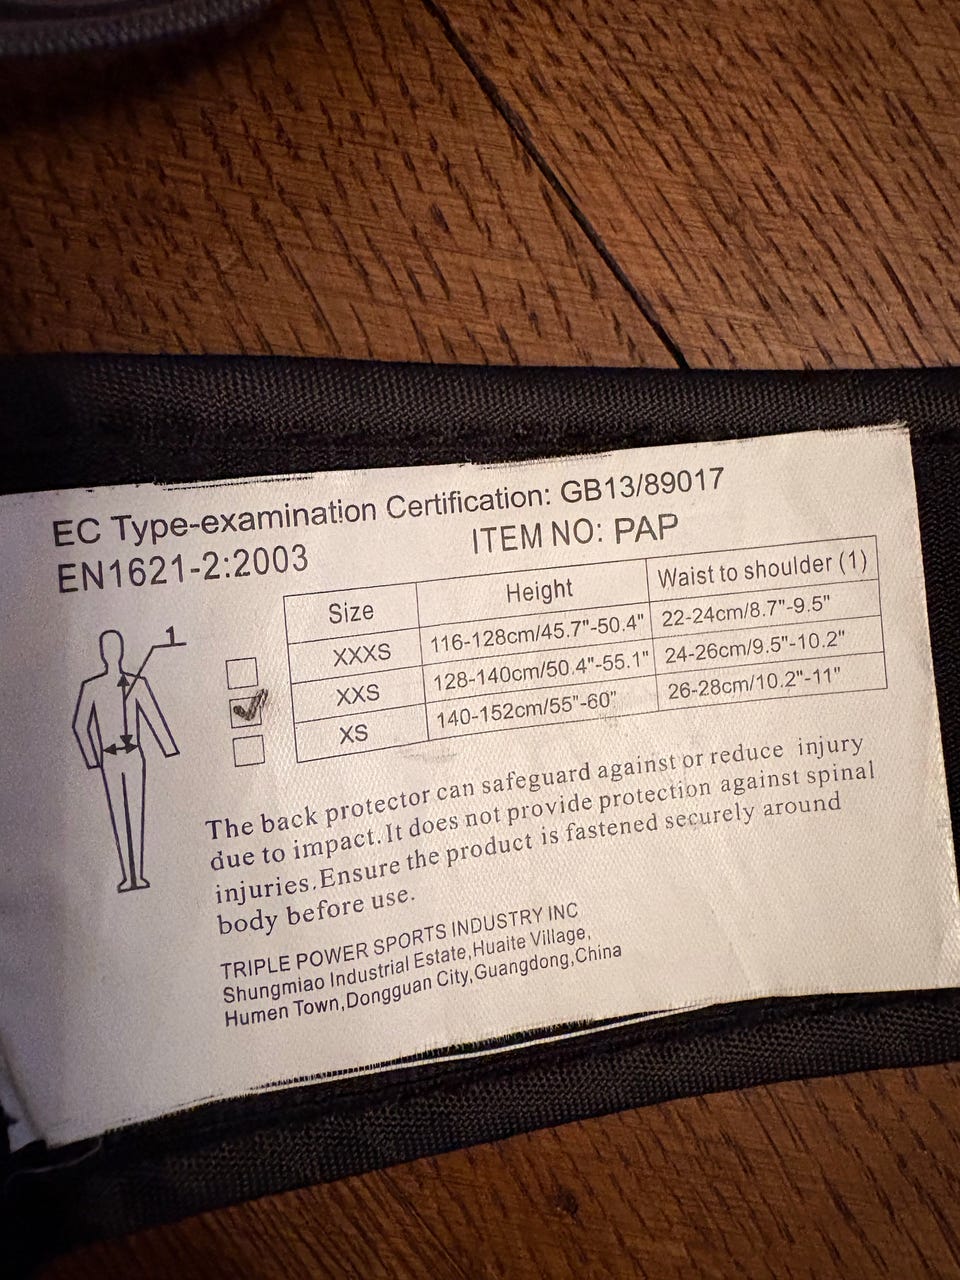 EC Type-examination Certification: GB13/89017
EN1621-2:2003 ITEM NO: PAP
1
Size Height Waist to shoulder (1)
XXXS 116-128cm/45.7"-50.4" 22-24cm/8.7"-9.5"
XXS 128-140cm/50.4"-55.1" 24-26cm/9.5"-10.2"
XS 140-152cm/55"-60" 26-28cm/10.2"-11"
The back protector can safeguard against or reduce injury
due to impact. It does not provide protection against spinal
injuries. Ensure the product is fastened securely around
body before use.
TRIPLE POWER SPORTS INDUSTRY INC
Shungmiao Industrial Estate,Huaite Village,
Humen Town,Dongguan City,Guangdong,China